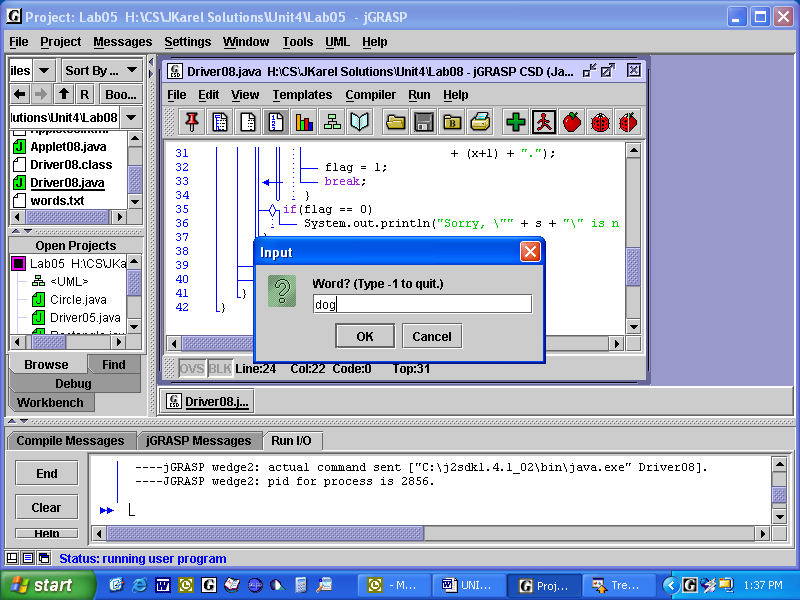 Project: Lab05 H:\CS\JKarel Solutions\Unit4\Lab05 - jGRASP
File Project Messages Settings Window Tools UML Help
iles Sort By ...
R Boo...
lutions\Unit4\Lab08
Applet08.java
Driver08.class
Driver08.java
words.txt
Open Projects
Lab05 H:\CS\JKa
<UML>
Circle.java
Driver05.java
Rectangle.jav
Browse Find
Debug
Workbench
Driver08.java H:\CS\JKarel Solutions\Unit4\Lab08 - jGRASP CSD (Ja...
File Edit View Templates Compiler Run Help
31 + (x+1) + ".");
32 flag = 1;
33 break;
34 }
35 if(flag == 0)
36 System.out.println("Sorry, \"" + s + "\" is n
37
38
39
40
41 }
42 }
Input
Word? (Type -1 to quit.)
dog
OK Cancel
OVS BLK Line:24 Col:22 Code:0 Top:31
Driver08.j...
Compile Messages jGRASP Messages Run I/O
End
Clear
Help
----jGRASP wedge2: actual command sent ["C:\j2sdk1.4.1_02\bin\java.exe" Driver08].
----JGRASP wedge2: pid for process is 2856.
Status: running user program
start - M... UNI... Proj... Tre... 1:37 PM